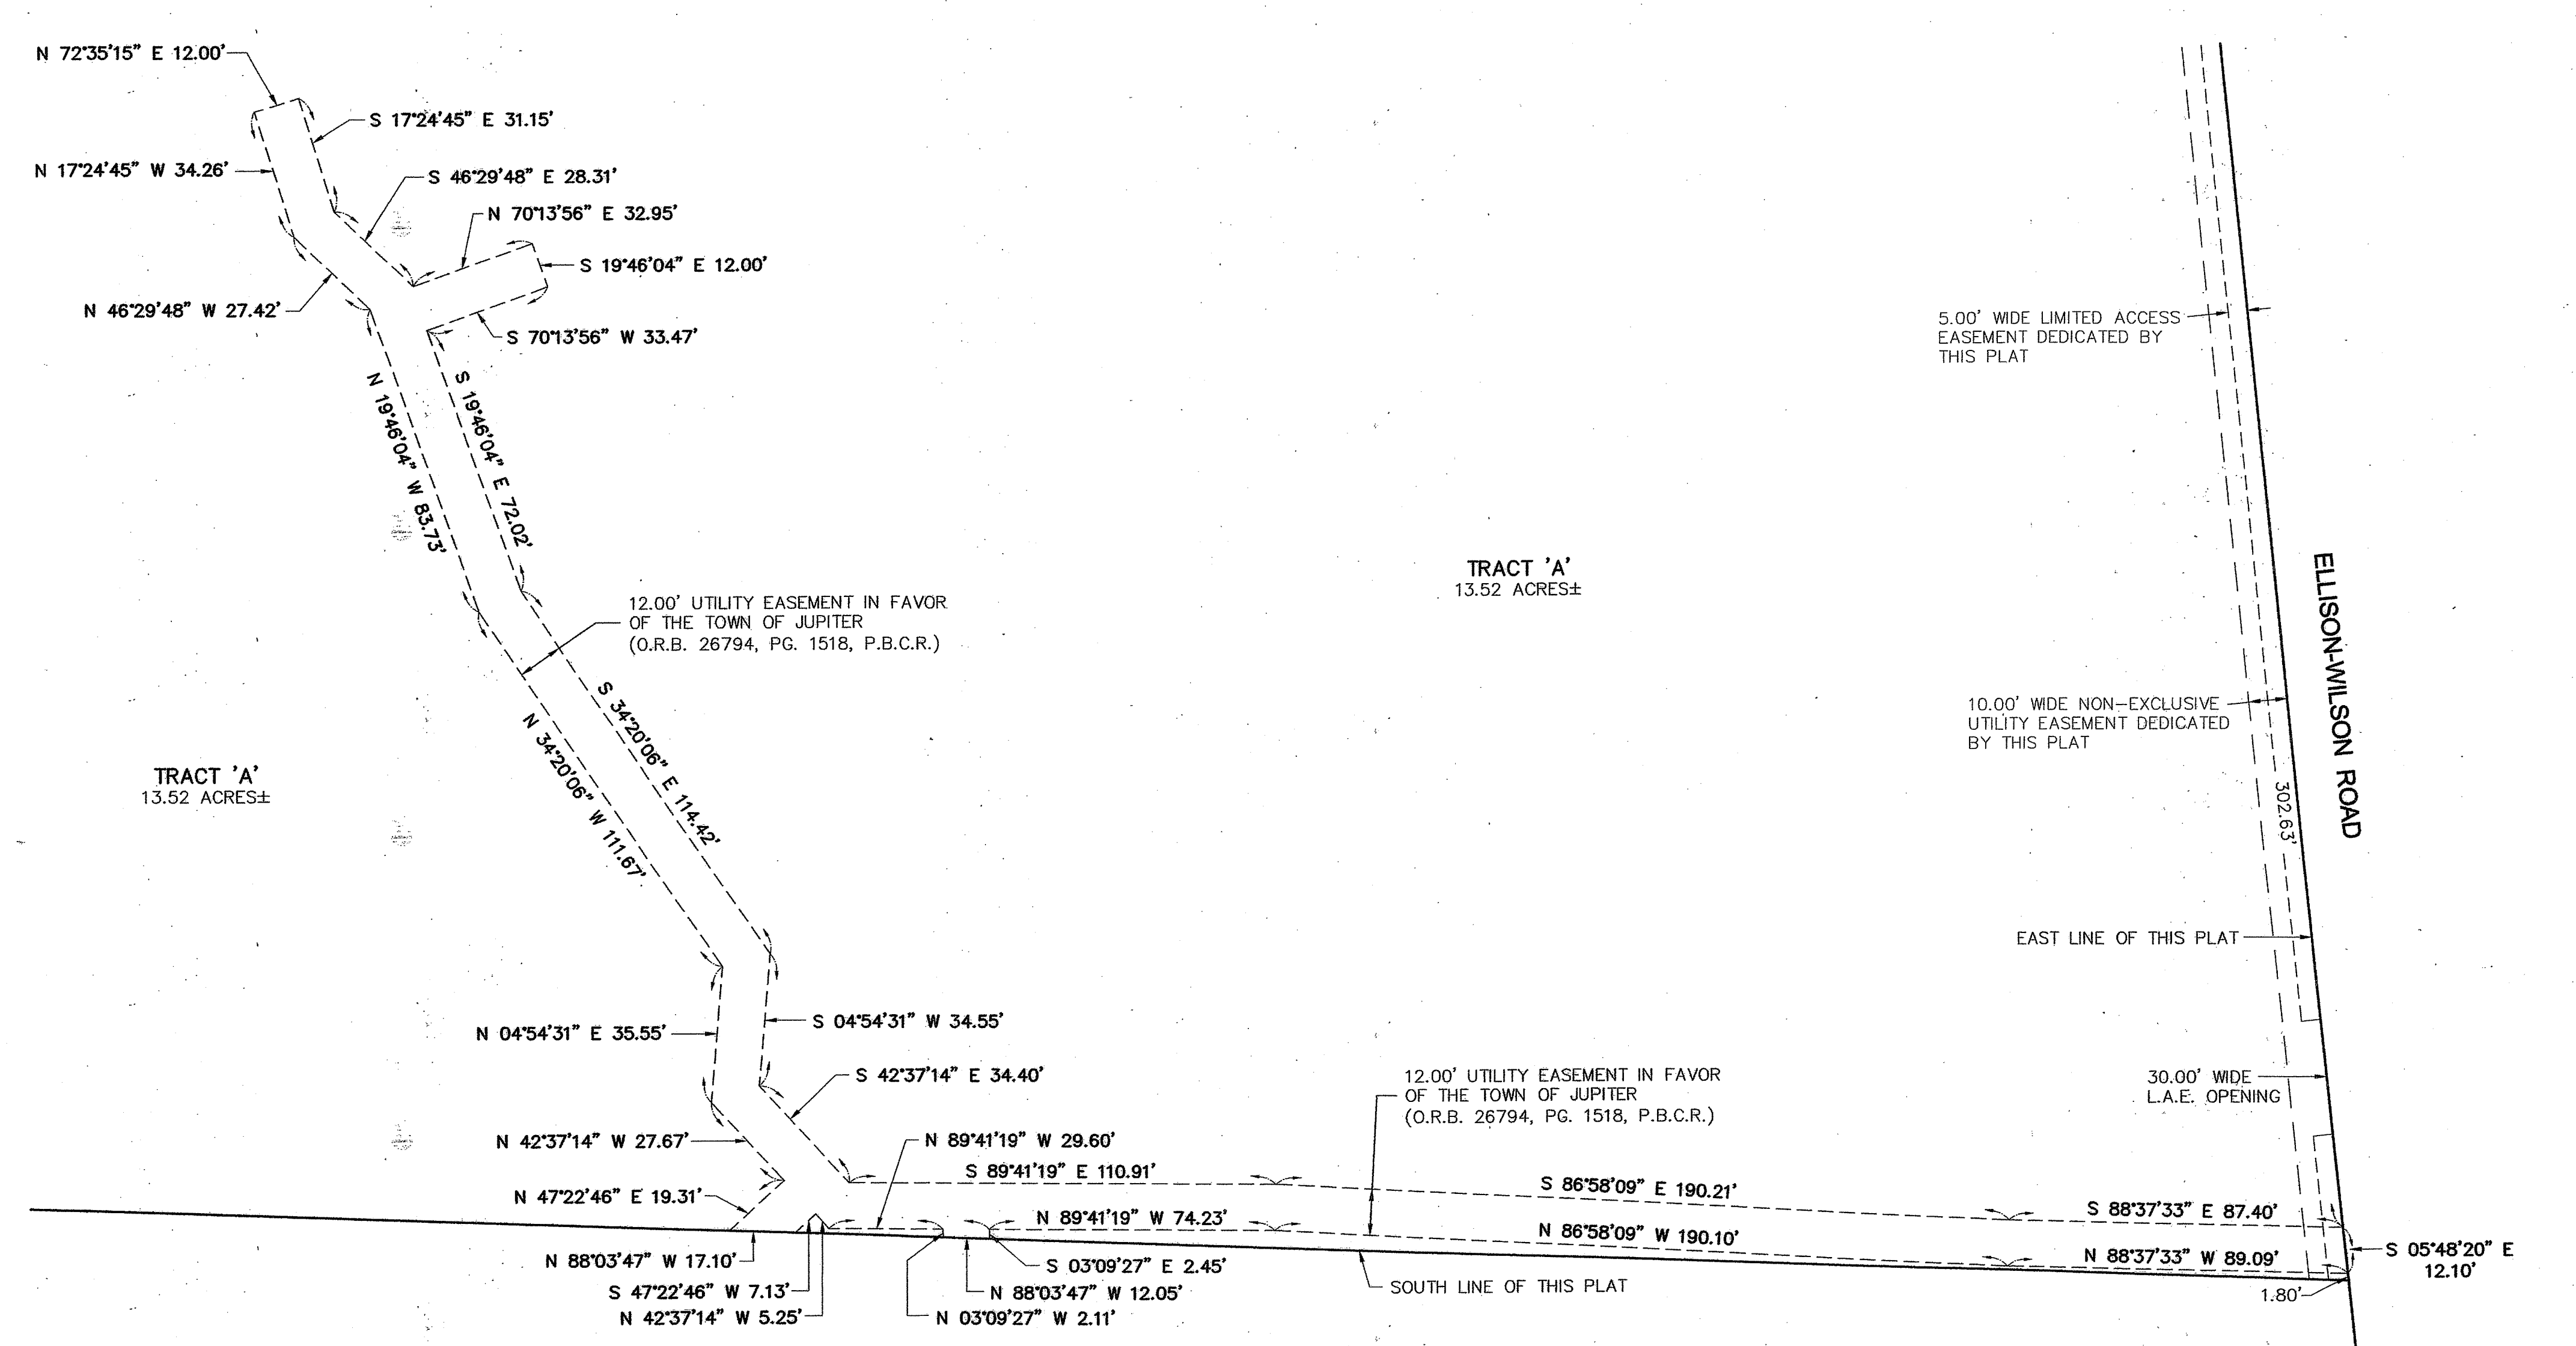 N 72°35'15" E 12.00'
S 17°24'45" E 31.15'
N 17°24'45" W 34.26'
S 46°29'48" E 28.31'
N 70°13'56" E 32.95'
S 19°46'04" E 12.00'
N 46°29'48" W 27.42'
S 70°13'56" W 33.47'
N 19°46'04" W 83.73'
S 19°46'04" E 72.02'
5.00' WIDE LIMITED ACCESS
EASEMENT DEDICATED BY
THIS PLAT
TRACT 'A'
13.52 ACRES±
ELLISON-WILSON ROAD
12.00' UTILITY EASEMENT IN FAVOR
OF THE TOWN OF JUPITER
(O.R.B. 26794, PG. 1518, P.B.C.R.)
S 34°20'06" E 114.42'
N 34°20'06" W 111.67'
10.00' WIDE NON-EXCLUSIVE
UTILITY EASEMENT DEDICATED
BY THIS PLAT
TRACT 'A'
13.52 ACRES±
302.63'
EAST LINE OF THIS PLAT
N 04°54'31" E 35.55'
S 04°54'31" W 34.55'
S 42°37'14" E 34.40'
12.00' UTILITY EASEMENT IN FAVOR
OF THE TOWN OF JUPITER
(O.R.B. 26794, PG. 1518, P.B.C.R.)
30.00' WIDE
L.A.E. OPENING
N 42°37'14" W 27.67'
N 89°41'19" W 29.60'
S 89°41'19" E 110.91'
S 86°58'09" E 190.21'
N 47°22'46" E 19.31'
S 88°37'33" E 87.40'
N 89°41'19" W 74.23'
N 86°58'09" W 190.10'
N 88°37'33" W 89.09'
S 05°48'20" E
12.10'
N 88°03'47" W 17.10'
S 03°09'27" E 2.45'
SOUTH LINE OF THIS PLAT
S 47°22'46" W 7.13'
N 88°03'47" W 12.05'
1.80'
N 42°37'14" W 5.25'
N 03°09'27" W 2.11'